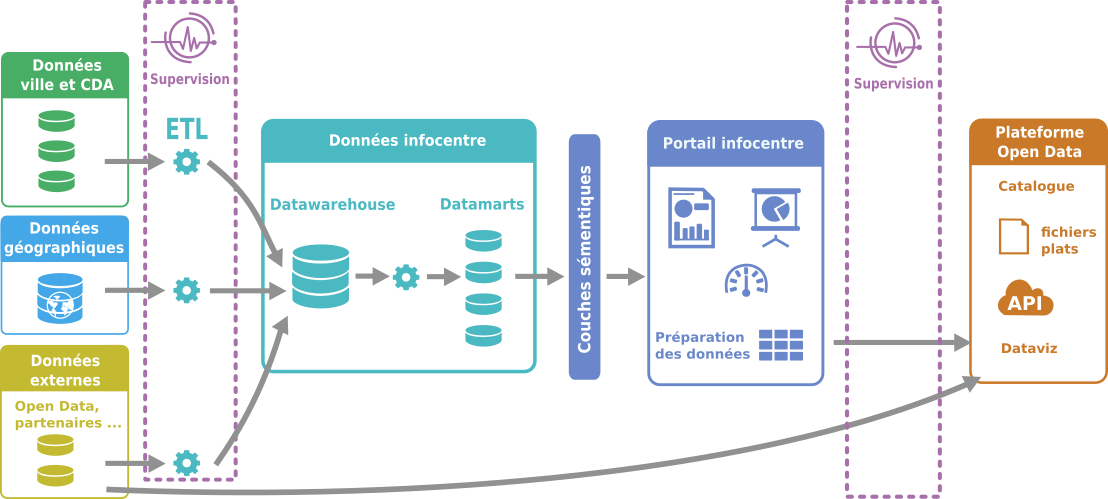 Données
ville et CDA
Données
géographiques
Données
externes
Open Data,
partenaires ...
Supervision
ETL
Données infocentre
Datawarehouse
Datamarts
Couches sémentiques
Portail infocentre
Préparation
des données
Supervision
Plateforme
Open Data
Catalogue
fichiers
plats
API
Dataviz